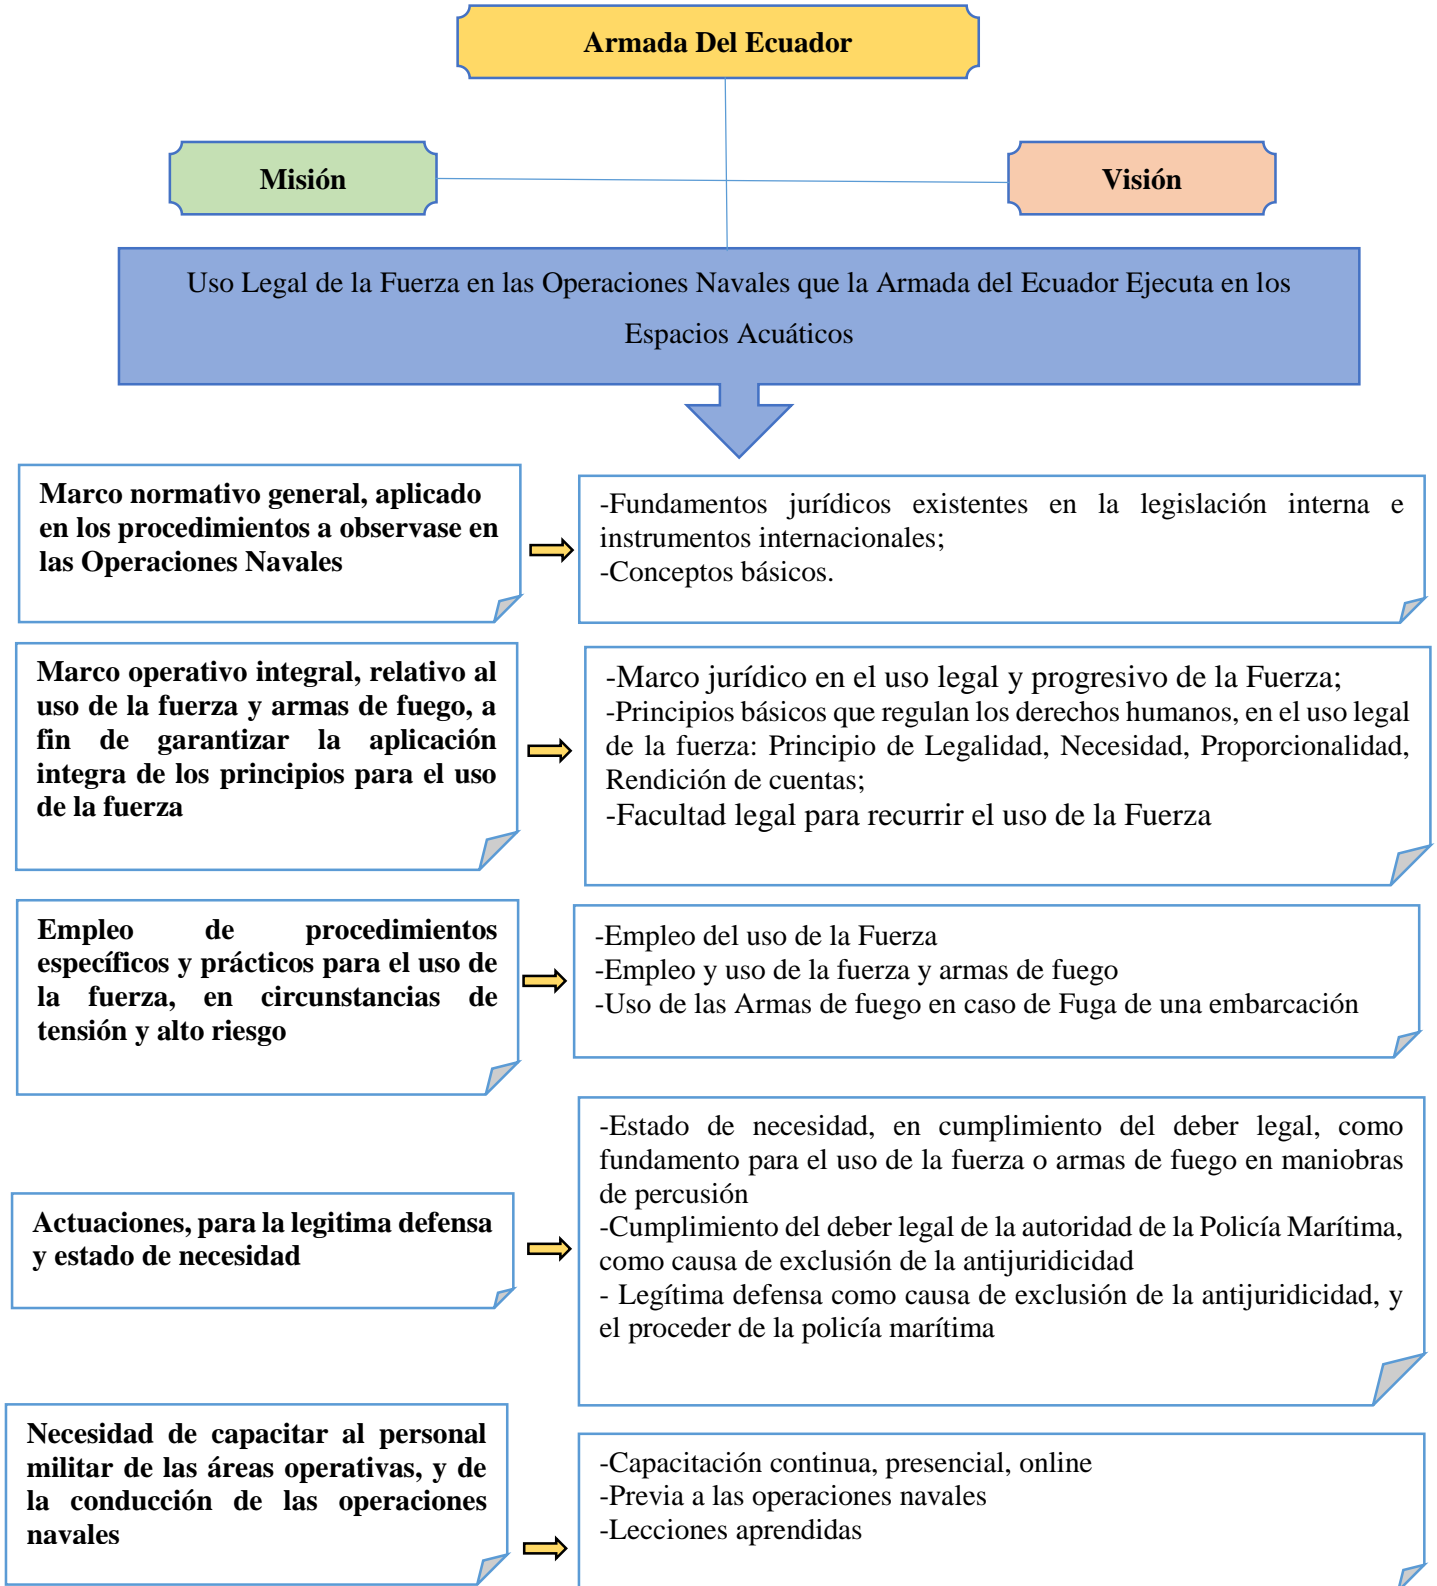 Armada Del Ecuador
Misión
Visión
Uso Legal de la Fuerza en las Operaciones Navales que la Armada del Ecuador Ejecuta en los
Espacios Acuáticos
Marco normativo general, aplicado
en los procedimientos a observase en
las Operaciones Navales
-Fundamentos jurídicos existentes en la legislación interna e
instrumentos internacionales;
-Conceptos básicos.
Marco operativo integral, relativo al
uso de la fuerza y armas de fuego, a
fin de garantizar la aplicación
integra de los principios para el uso
de la fuerza
-Marco jurídico en el uso legal y progresivo de la Fuerza;
-Principios básicos que regulan los derechos humanos, en el uso legal
de la fuerza: Principio de Legalidad, Necesidad, Proporcionalidad,
Rendición de cuentas;
-Facultad legal para recurrir el uso de la Fuerza
Empleo de procedimientos
específicos y prácticos para el uso de
la fuerza, en circunstancias de
tensión y alto riesgo
-Empleo del uso de la Fuerza
-Empleo y uso de la fuerza y armas de fuego
-Uso de las Armas de fuego en caso de Fuga de una embarcación
Actuaciones, para la legitima defensa
y estado de necesidad
-Estado de necesidad, en cumplimiento del deber legal, como
fundamento para el uso de la fuerza o armas de fuego en maniobras
de percusión
-Cumplimiento del deber legal de la autoridad de la Policía Marítima,
como causa de exclusión de la antijuridicidad
- Legítima defensa como causa de exclusión de la antijuridicidad, y
el proceder de la policía marítima
Necesidad de capacitar al personal
militar de las áreas operativas, y de
la conducción de las operaciones
navales
-Capacitación continua, presencial, online
-Previa a las operaciones navales
-Lecciones aprendidas